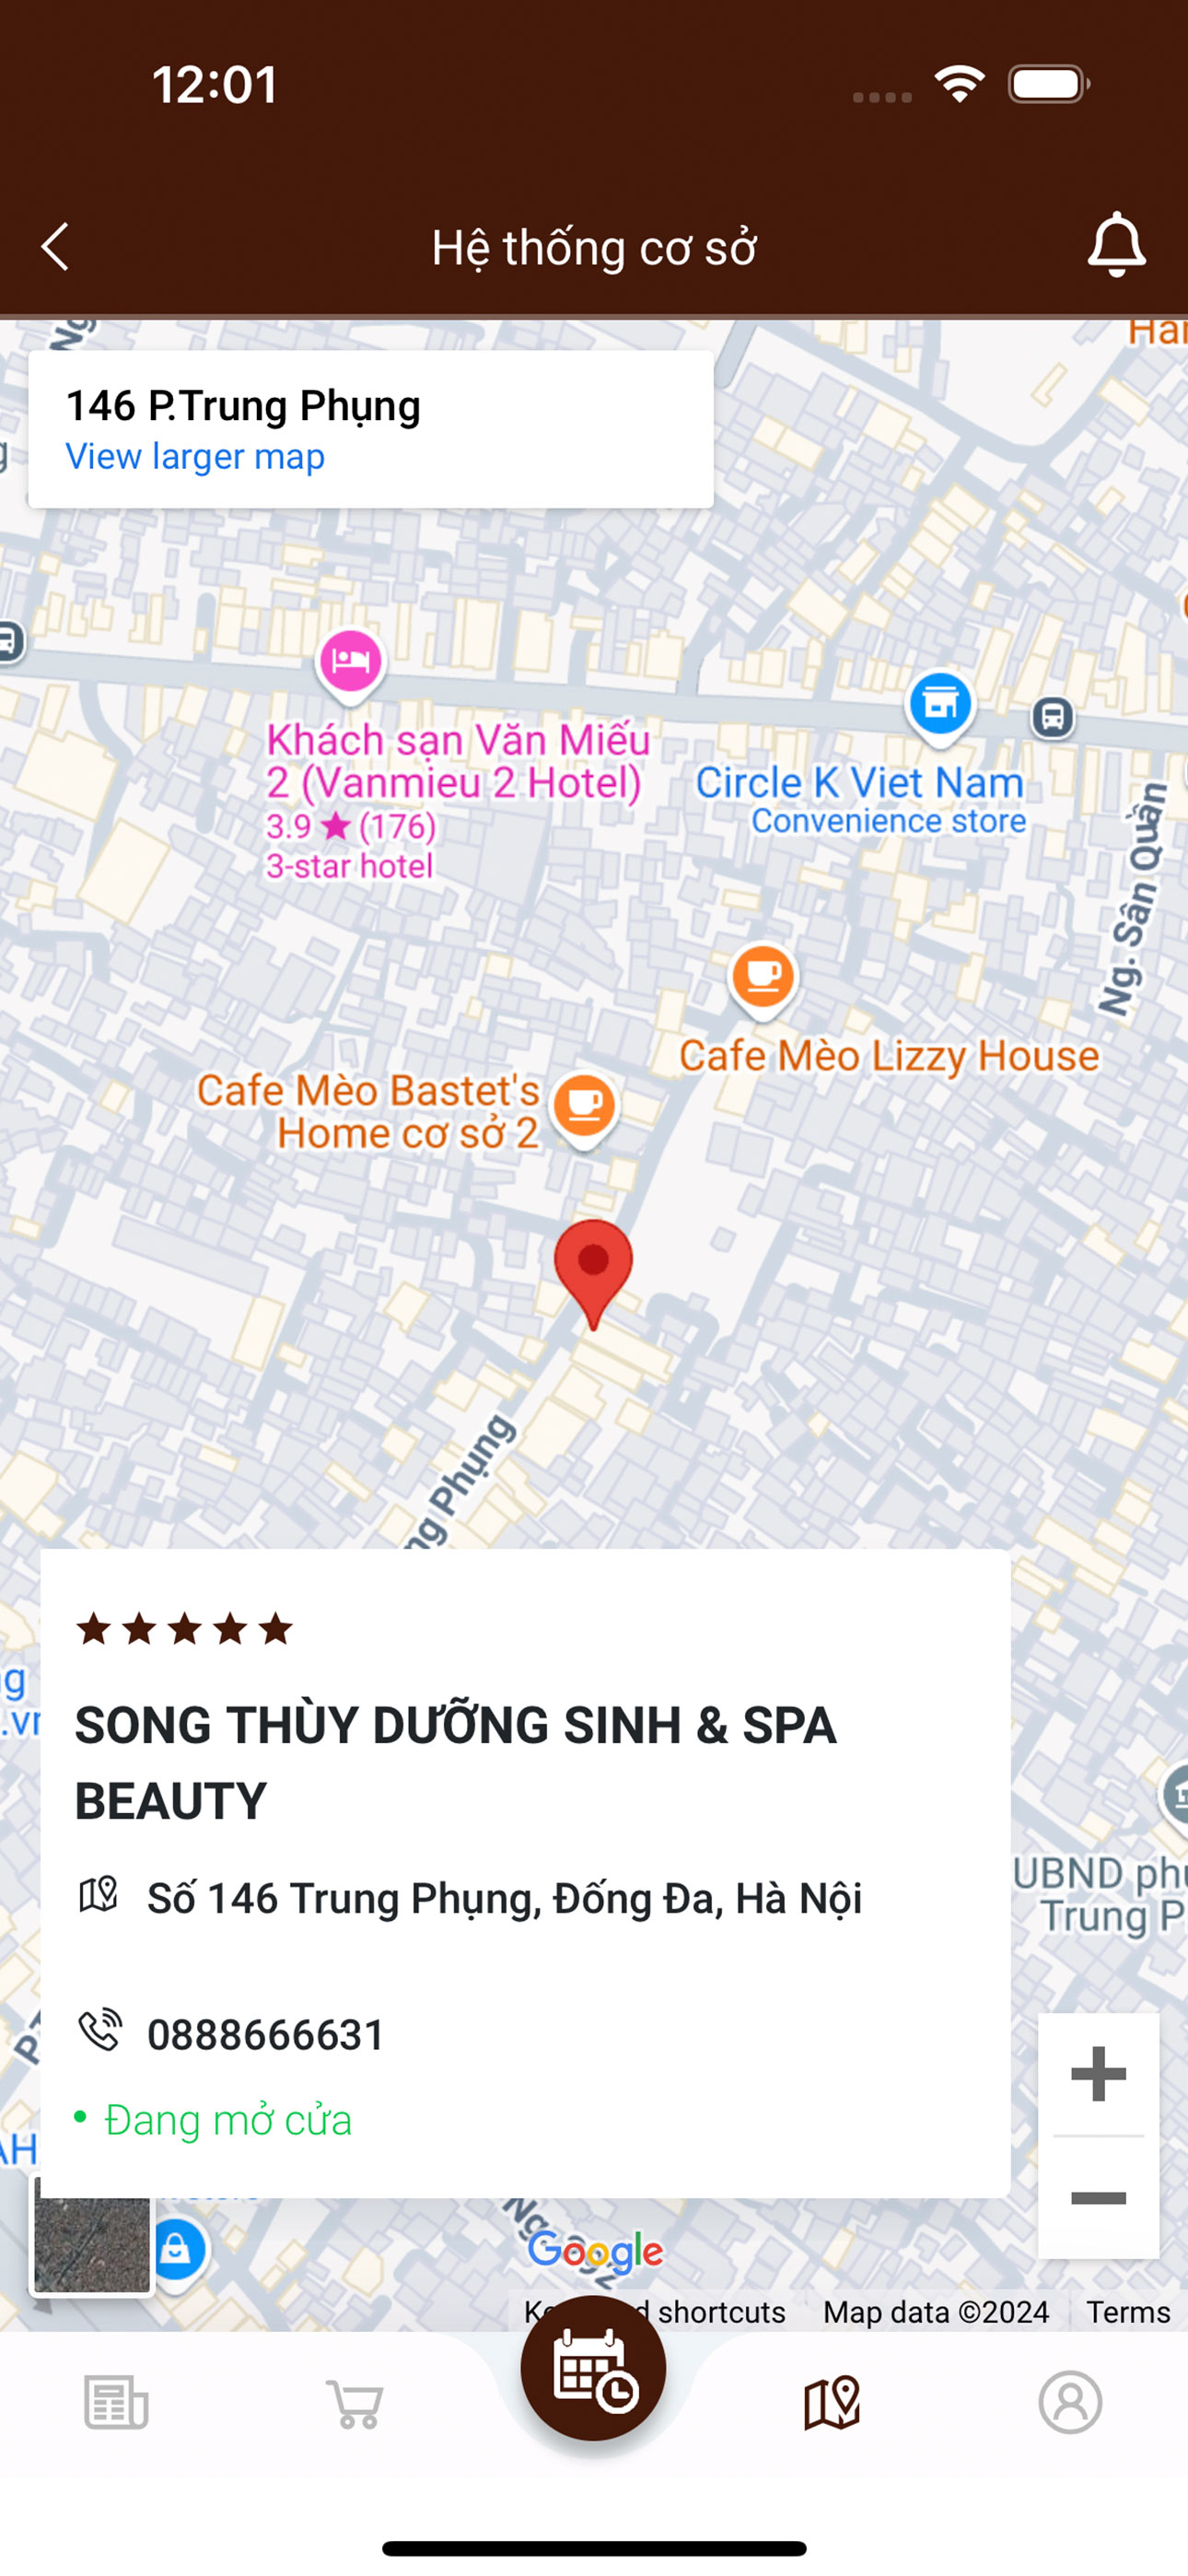 12:01
Hệ thống cơ sở
146 P.Trung Phụng
View larger map
Khách sạn Văn Miếu
2 (Vanmieu 2 Hotel)
3.9 ★ (176)
3-star hotel
Circle K Viet Nam
Convenience store
Ng. Sân Quần
Cafe Mèo Lizzy House
Cafe Mèo Bastet's
Home cơ sở 2
Phụng
SONG THÙY DƯỠNG SINH & SPA
BEAUTY
Số 146 Trung Phụng, Đống Đa, Hà Nội
UBND
Trung P
0888666631
Đang mở cửa
Google
shortcuts
Map data ©2024
Terms